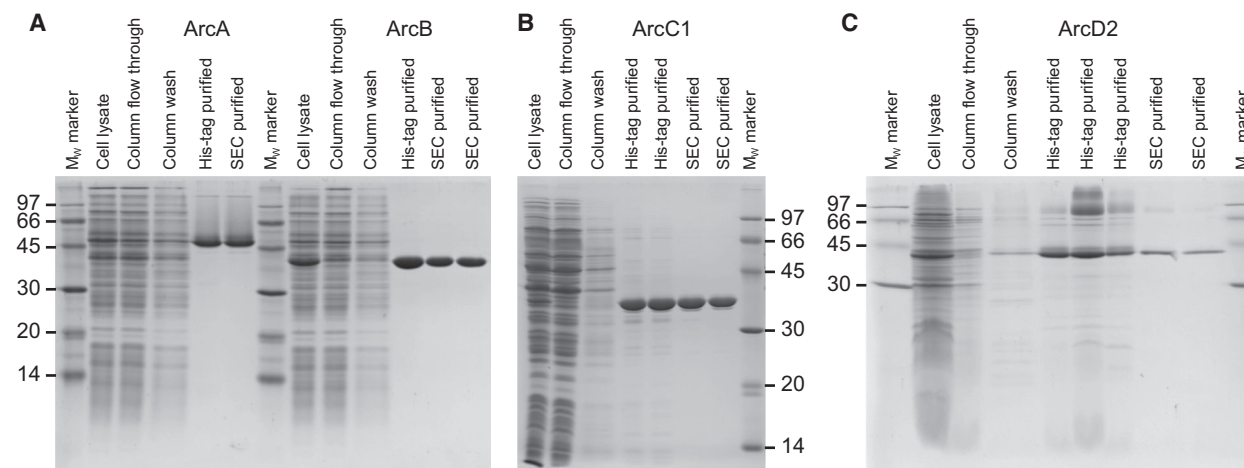 A
ArcA
ArcB
M_W marker
Cell lysate
Column flow through
Column wash
His-tag purified
SEC purified
M_W marker
Cell lysate
Column flow through
Column wash
His-tag purified
SEC purified
SEC purified
97
66
45
30
20
14
B
ArcC1
Cell lysate
Column flow through
Column wash
His-tag purified
His-tag purified
SEC purified
SEC purified
M_W marker
97
66
45
30
20
14
C
ArcD2
M_W marker
Cell lysate
Column flow through
Column wash
His-tag purified
His-tag purified
His-tag purified
SEC purified
SEC purified
M marker
97
66
45
30